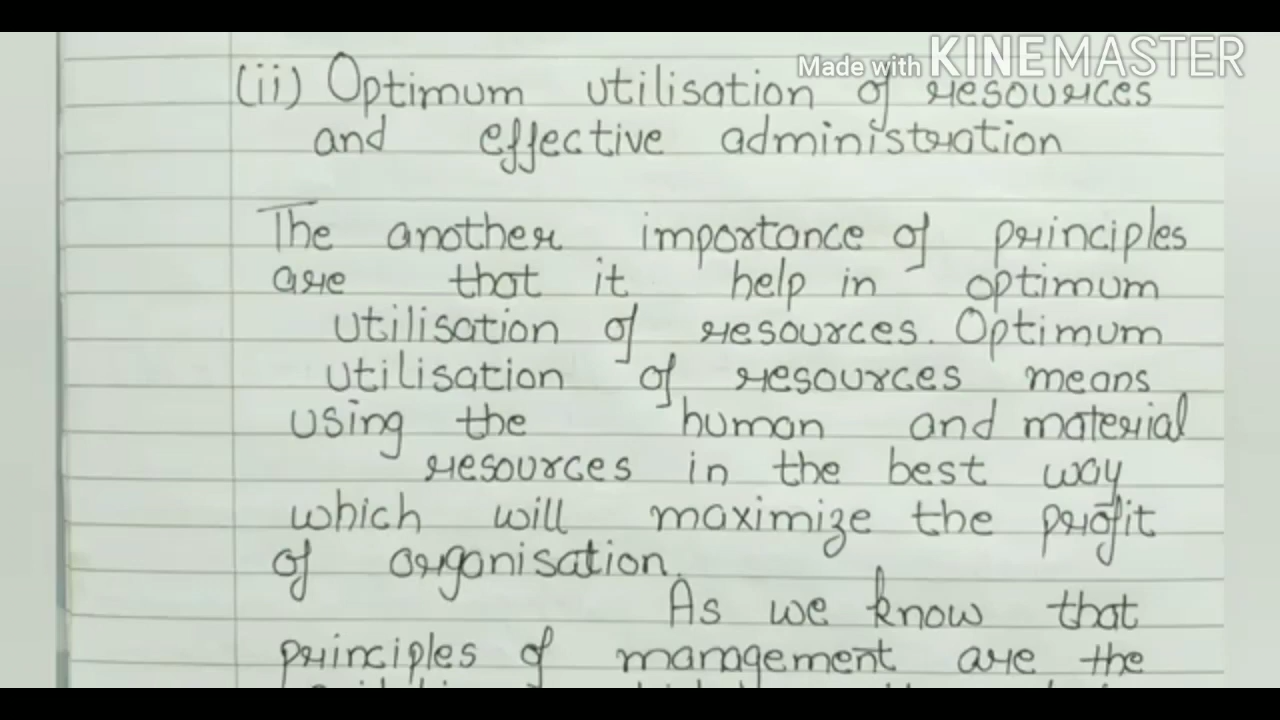 Made with KINEMASTER
(ii) Optimum utilisation of resources
and effective administration
The another importance of principles
are that it help in optimum
utilisation of resources. Optimum
utilisation of resources means
using the human and material
resources in the best way
which will maximize the profit
of organisation.
As we know that
principles of management are the